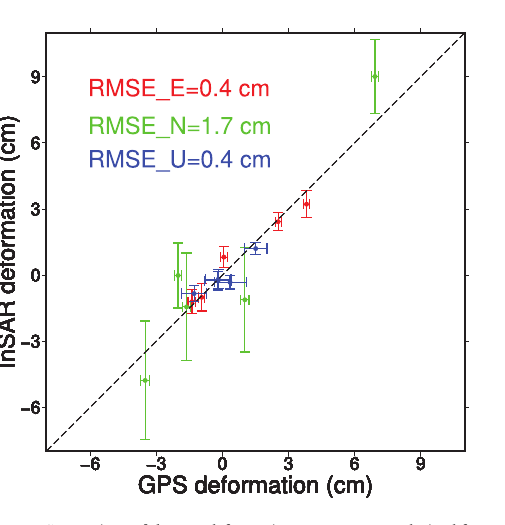 RMSE_E=0.4 cm
RMSE_N=1.7 cm
RMSE_U=0.4 cm
InSAR deformation (cm)
9
6
3
0
−3
−6
−6 −3 0 3 6 9
GPS deformation (cm)